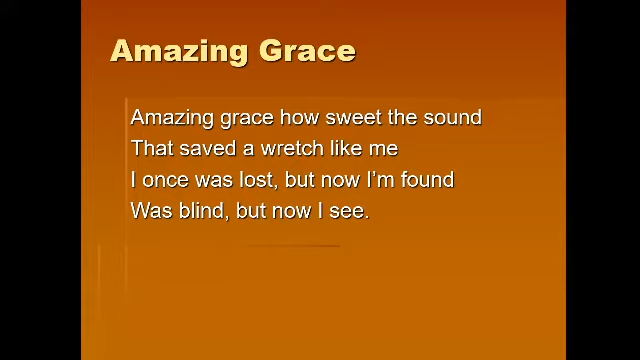 Amazing Grace
Amazing grace how sweet the sound
That saved a wretch like me
I once was lost, but now I’m found
Was blind, but now I see.